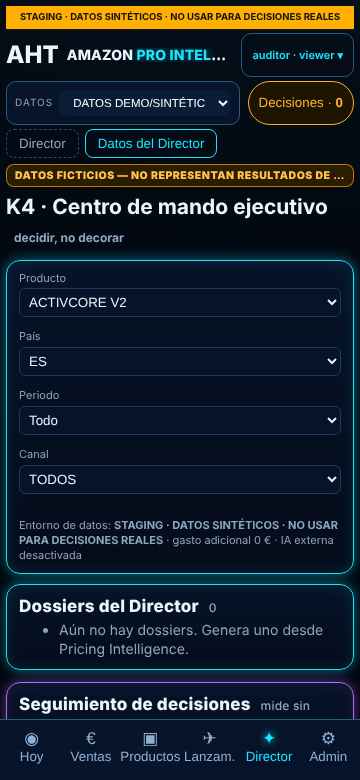 STAGING · DATOS SINTÉTICOS · NO USAR PARA DECISIONES REALES
AHT AMAZON PRO INTEL... auditor · viewer ▾
DATOS DATOS DEMO/SINTÉTIC Decisiones · 0
Director Datos del Director
DATOS FICTICIOS — NO REPRESENTAN RESULTADOS DE ...
K4 · Centro de mando ejecutivo
decidir, no decorar
Producto
ACTIVCORE V2
País
ES
Periodo
Todo
Canal
TODOS
Entorno de datos: STAGING · DATOS SINTÉTICOS · NO USAR
PARA DECISIONES REALES · gasto adicional 0 € · IA externa
desactivada
Dossiers del Director 0
• Aún no hay dossiers. Genera uno desde
Pricing Intelligence.
Seguimiento de decisiones mide sin
Hoy Ventas Productos Lanzam. Director Admin